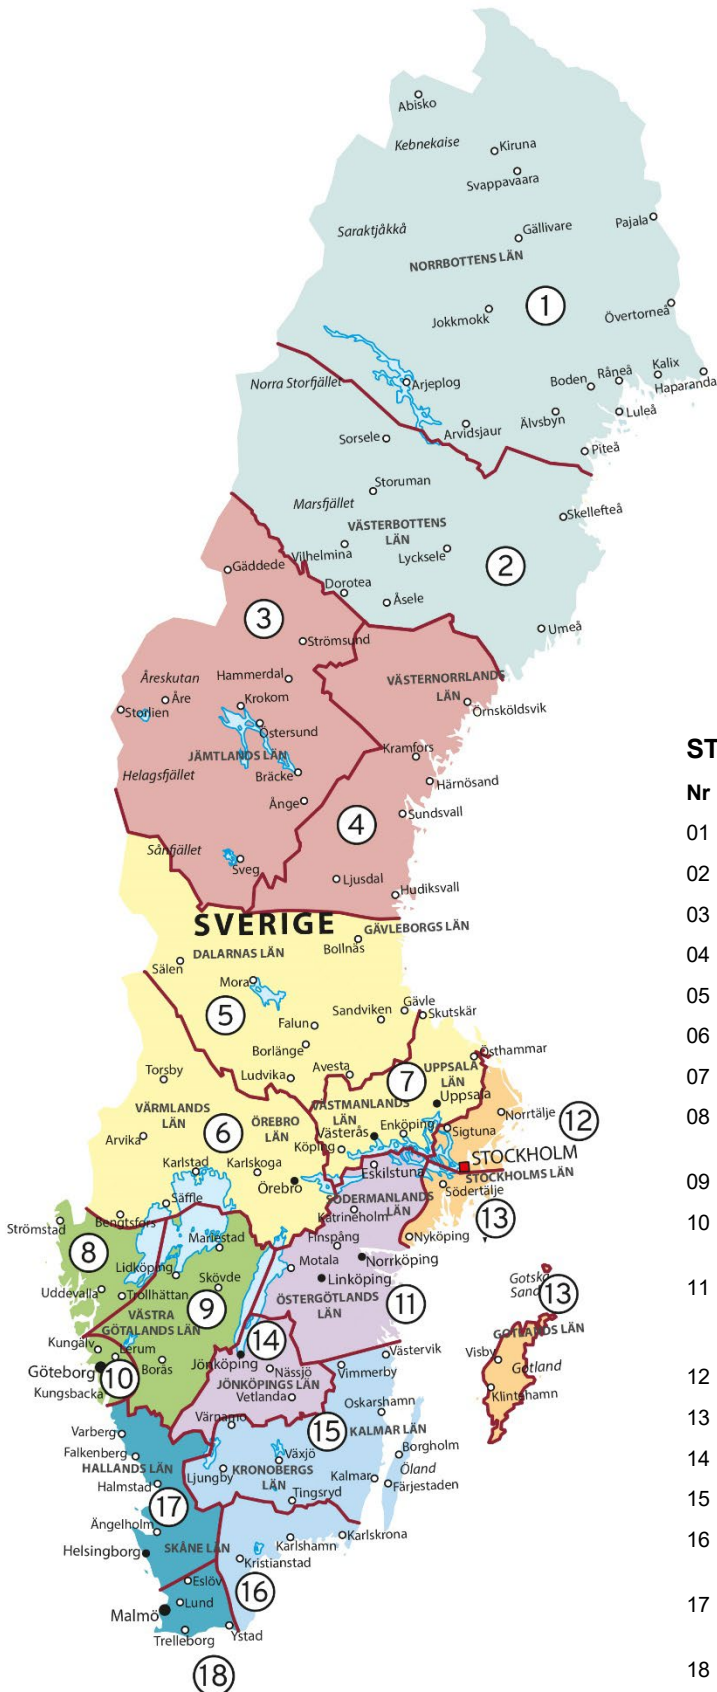 Abisko
Kebnekaise
Kiruna
Svappavaara
Pajala
Saraktjåkkå
Gällivare
NORRBOTTENS LÄN
1
Jokkmokk
Övertorneå
Norra Storfjället
Arjeplog
Boden
Råneå
Kalix
Haparanda
Älvsbyn
Luleå
Arvidsjaur
Sorsele
Piteå
Storuman
Marsfjället
Skellefteå
VÄSTERBOTTENS
LÄN
Vilhelmina
Lycksele
2
Gäddede
Dorotea
Åsele
3
Umeå
Strömsund
Åreskutan
Hammerdal
VÄSTERNORRLANDS
LÄN
Åre
Krokom
Storlien
Örnsköldsvik
Östersund
JÄMTLANDS LÄN
Kramfors
Helagsfjället
Bräcke
Härnösand
Ånge
Sundsvall
4
Sånfjället
Sveg
Ljusdal
Hudiksvall
SVERIGE
GÄVLEBORGS LÄN
DALARNAS LÄN
Bollnäs
Sälen
Mora
5
Sandviken
Gävle
Skutskär
Falun
Borlänge
Östhammar
Torsby
Ludvika
Avesta
7
UPPSALA
LÄN
Uppsala
VÄRMLANDS
LÄN
ÖREBRO
LÄN
VÄSTMANLANDS
LÄN
Norrtälje
12
Arvika
6
Köping
Västerås
Enköping
Sigtuna
Karlstad
Karlskoga
STOCKHOLM
STOCKHOLMS LÄN
Örebro
Eskilstuna
Södertälje
Säffle
SÖDERMANLANDS
LÄN
Strömstad
Bengtsfors
Katrineholm
13
8
Mariestad
Finspång
Nyköping
Lidköping
Motala
Norrköping
Skövde
Linköping
Gotska
Sand
13
Uddevalla
Trollhättan
9
ÖSTERGÖTLANDS
LÄN
11
VÄSTRA
GÖTALANDS LÄN
GOTLANDS LÄN
Kungälv
Lerum
14
Visby
Göteborg
10
Borås
Jönköping
Nässjö
Västervik
Gotland
Vimmerby
Kungsbacka
JÖNKÖPINGS LÄN
Vetlanda
Klintehamn
Oskarshamn
Värnamo
15
KALMAR LÄN
Varberg
Falkenberg
Växjö
Borgholm
HALLANDS LÄN
Ljungby
KRONOBERGS
LÄN
Kalmar
Öland
Färjestaden
Halmstad
Tingsryd
17
Ängelholm
Karlshamn
Karlskrona
SKÅNE LÄN
Helsingborg
Kristianstad
Eslöv
16
Lund
Malmö
Trelleborg
Ystad
18
ST
Nr
01
02
03
04
05
06
07
08
09
10
11
12
13
14
15
16
17
18